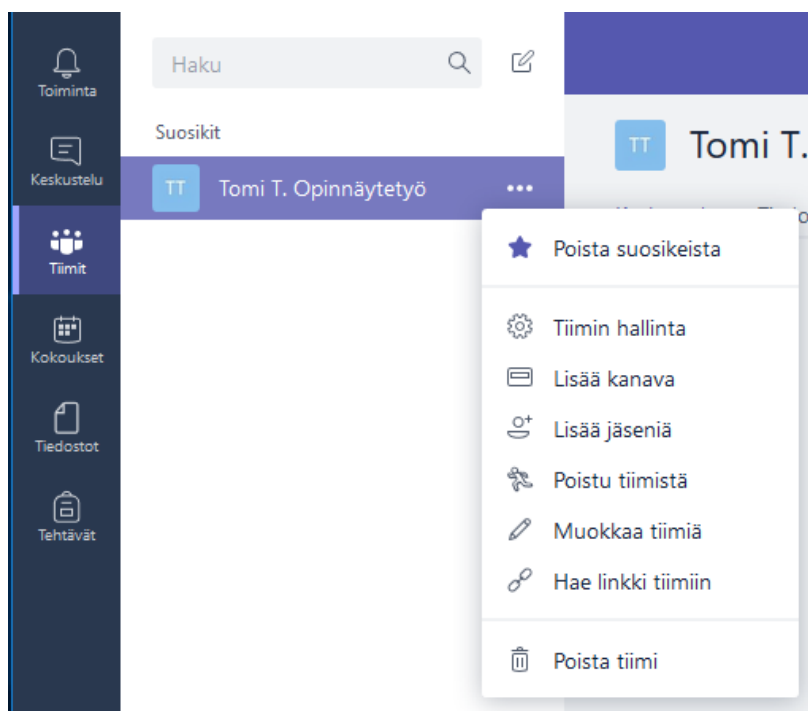 Toiminta
Keskustelu
Tiimit
Kokoukset
Tiedostot
Tehtävät
Haku
Suosikit
TT Tomi T. Opinnäytetyö
TT Tomi T.
Poista suosikeista
Tiimin hallinta
Lisää kanava
Lisää jäseniä
Poistu tiimistä
Muokkaa tiimiä
Hae linkki tiimiin
Poista tiimi